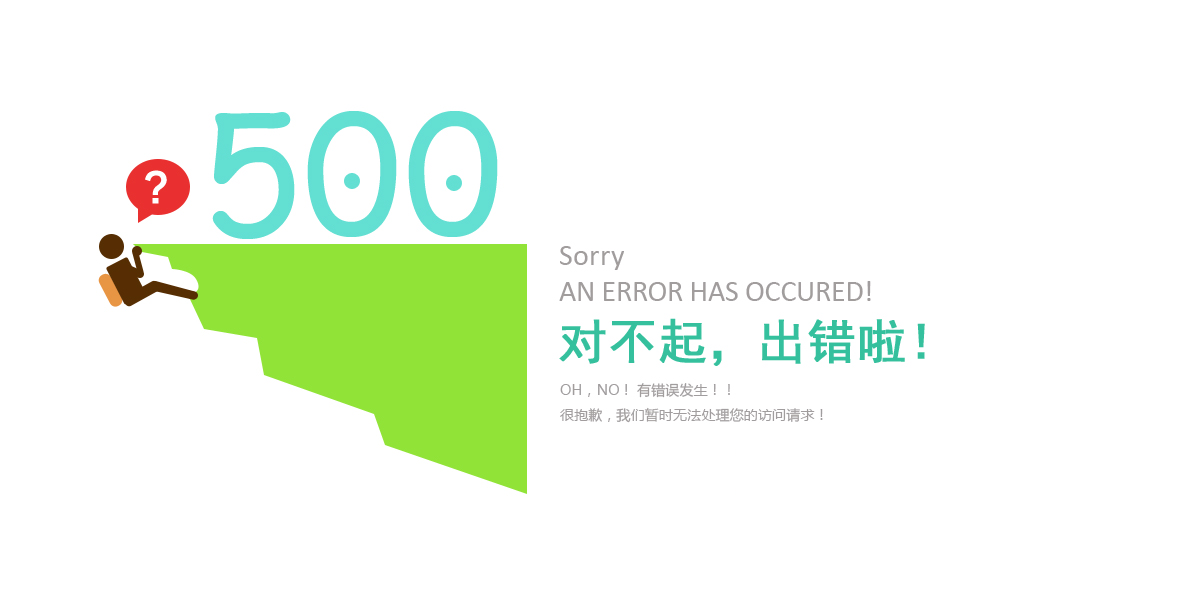 500
?
Sorry
AN ERROR HAS OCCURED!
对不起，出错啦！
OH，NO！有错误发生！！
很抱歉，我们暂时无法处理您的访问请求！